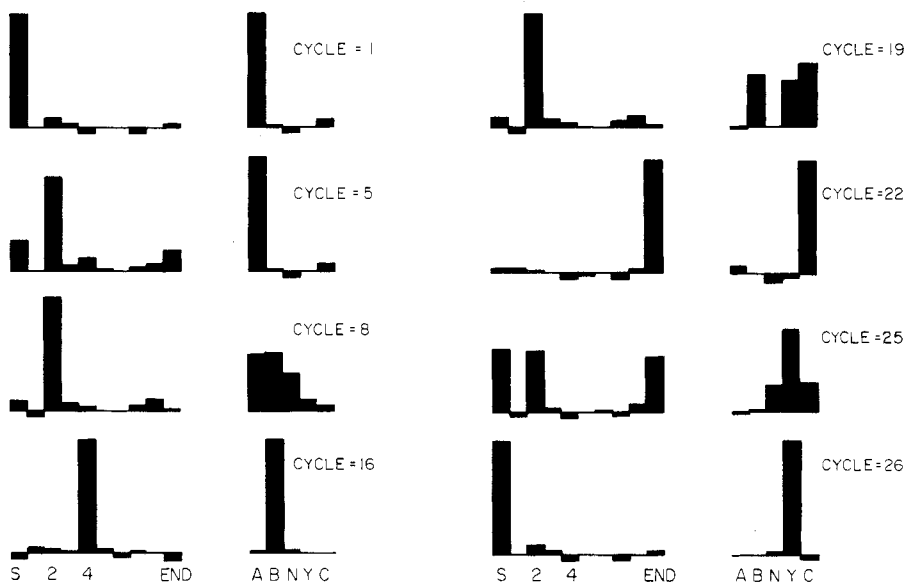 CYCLE = 1
CYCLE = 19
CYCLE = 5
CYCLE = 22
CYCLE = 8
CYCLE = 25
CYCLE = 16
CYCLE = 26
S 2 4 END
A B N Y C
S 2 4 END
A B N Y C